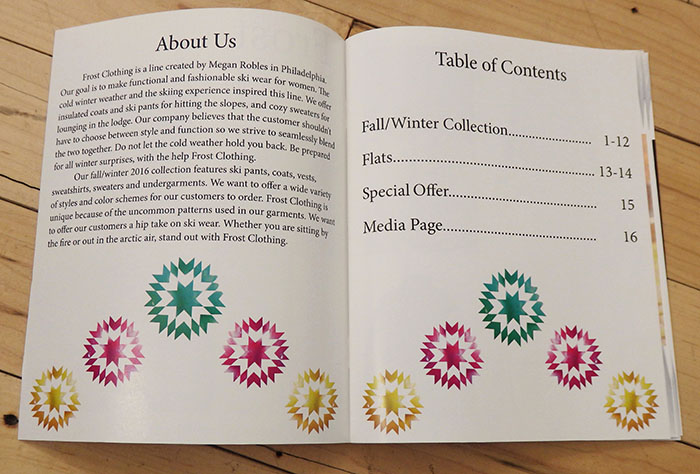 About Us
Frost Clothing is a line created by Megan Robles in Philadelphia.
Our goal is to make functional and fashionable ski wear for women. The
cold winter weather and the skiing experience inspired this line. We offer
insulated coats and ski pants for hitting the slopes, and cozy sweaters for
lounging in the lodge. Our company believes that the customer shouldn't
have to choose between style and function so we strive to seamlessly blend
the two together. Do not let the cold weather hold you back. Be prepared
for all winter surprises, with the help Frost Clothing.
Our fall/winter 2016 collection features ski pants, coats, vests,
sweatshirts, sweaters and undergarments. We want to offer a wide variety
of styles and color schemes for our customers to order. Frost Clothing is
unique because of the uncommon patterns used in our garments. We want
to offer our customers a hip take on ski wear. Whether you are sitting by
the fire or out in the arctic air, stand out with Frost Clothing.
Table of Contents
Fall/Winter Collection...................... 1-12
Flats....................................................... 13-14
Special Offer........................................ 15
Media Page.......................................... 16